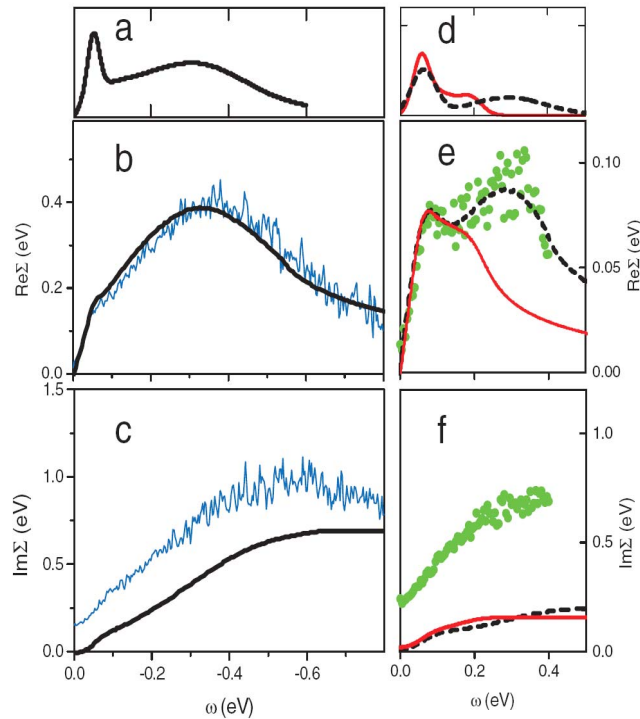 a
d
b
e
0.4
0.2
0.0
ReΣ (eV)
0.10
0.05
0.00
ReΣ (eV)
c
f
1.5
1.0
0.5
0.0
ImΣ (eV)
1.0
0.5
0.0
ImΣ (eV)
0.0 -0.2 -0.4 -0.6
0.0 0.2 0.4
ω (eV)
ω (eV)